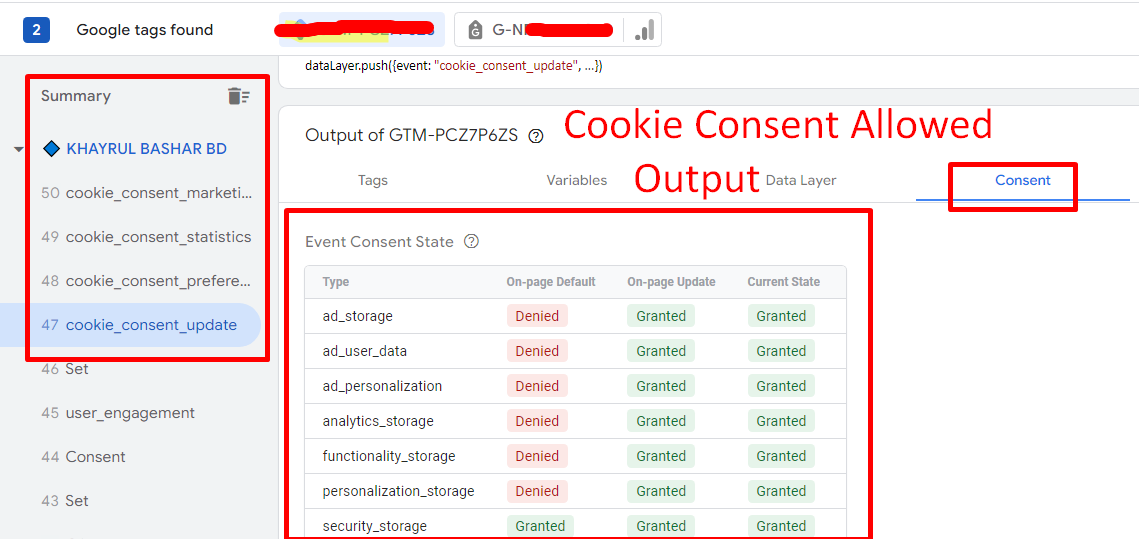 2 Google tags found G-N
dataLayer.push({event: "cookie_consent_update", ...})
Summary
KHAYRUL BASHAR BD
50 cookie_consent_marketi...
49 cookie_consent_statistics
48 cookie_consent_prefere...
47 cookie_consent_update
46 Set
45 user_engagement
44 Consent
43 Set
Output of GTM-PCZ7P6ZS
Cookie Consent Allowed
Output
Tags Variables Data Layer Consent
Event Consent State
Type On-page Default On-page Update Current State
ad_storage Denied Granted Granted
ad_user_data Denied Granted Granted
ad_personalization Denied Granted Granted
analytics_storage Denied Granted Granted
functionality_storage Denied Granted Granted
personalization_storage Denied Granted Granted
security_storage Granted Granted Granted